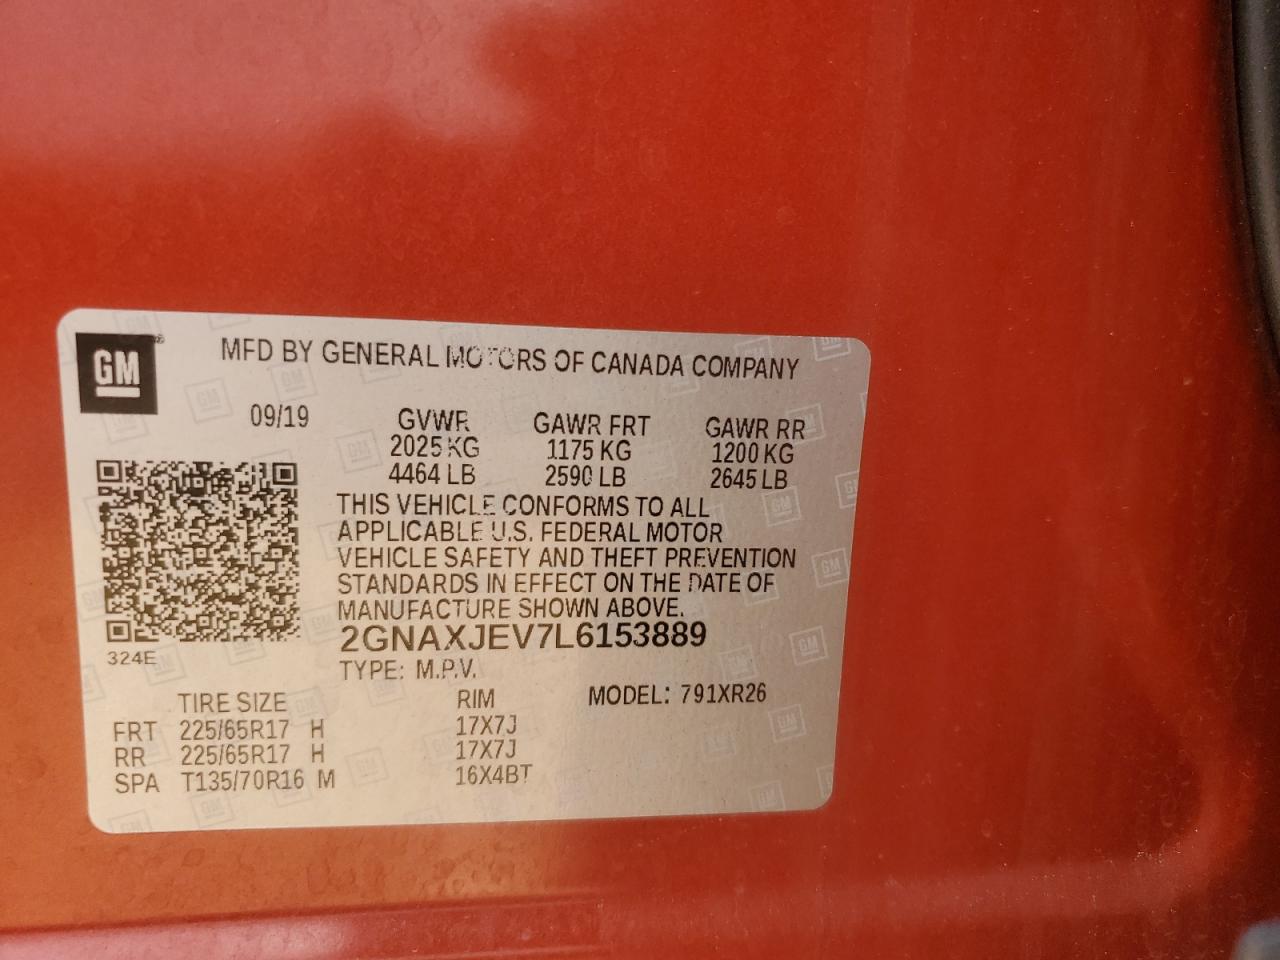 GM
MFD BY GENERAL MOTORS OF CANADA COMPANY
09/19 GVWR GAWR FRT GAWR RR
2025 KG 1175 KG 1200 KG
4464 LB 2590 LB 2645 LB
THIS VEHICLE CONFORMS TO ALL
APPLICABLE U.S. FEDERAL MOTOR
VEHICLE SAFETY AND THEFT PREVENTION
STANDARDS IN EFFECT ON THE DATE OF
MANUFACTURE SHOWN ABOVE.
2GNAXJEV7L6153889
324E
TYPE: M.P.V.
TIRE SIZE RIM MODEL: 791XR26
FRT 225/65R17 H 17X7J
RR 225/65R17 H 17X7J
SPA T135/70R16 M 16X4BT